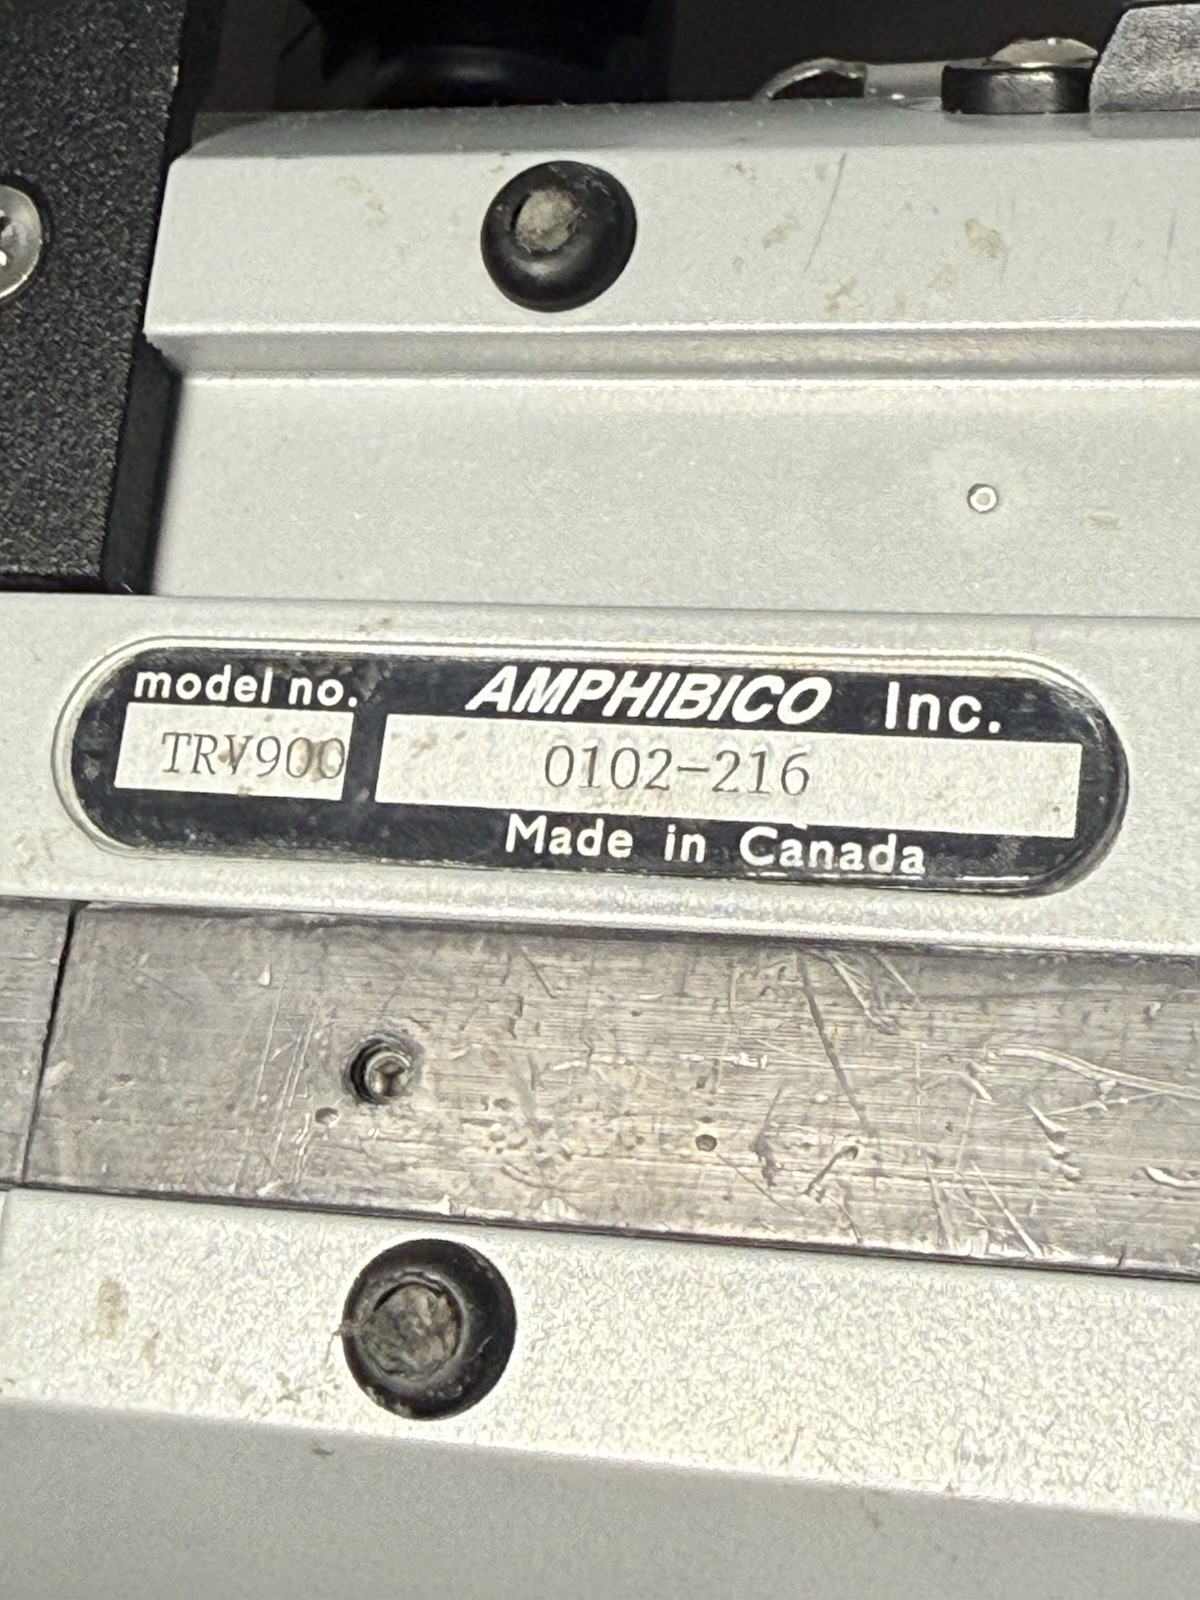 model no. AMPHIBICO Inc.
TRV900 0102-216
Made in Canada